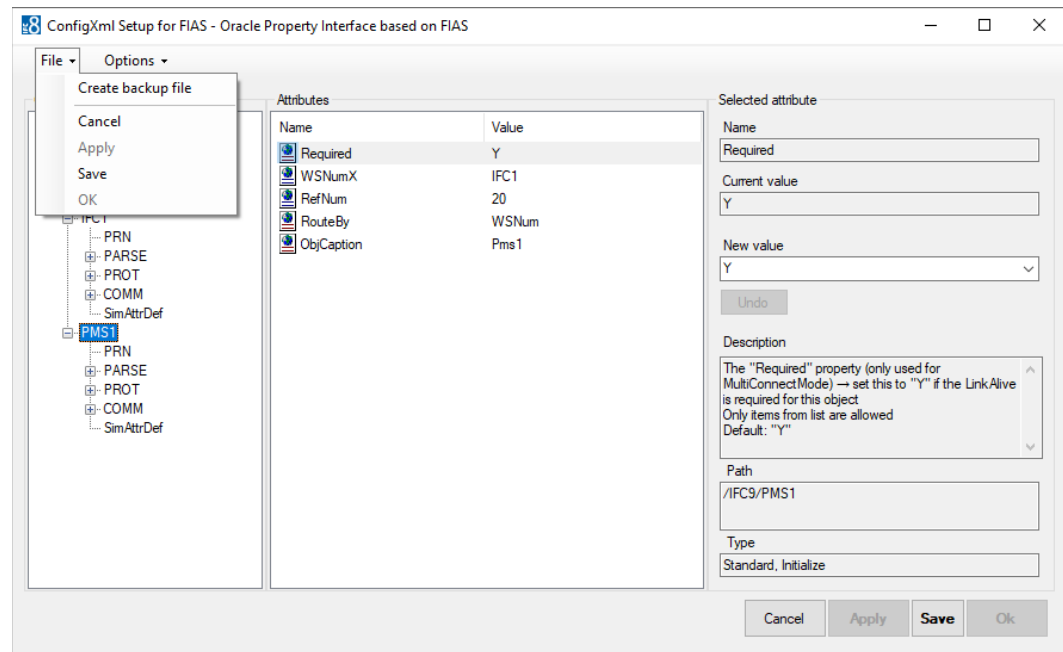 ConfigXml Setup for FIAS - Oracle Property Interface based on FIAS
File Options
Create backup file
Cancel
Apply
Save
OK
IFC1
PRN
PARSE
PROT
COMM
SimAttrDef
PMS1
PRN
PARSE
PROT
COMM
SimAttrDef
Attributes
Name Value
Required Y
WSNumX IFC1
RefNum 20
RouteBy WSNum
ObjCaption Pms1
Selected attribute
Name
Required
Current value
Y
New value
Y
Undo
Description
The "Required" property (only used for
MultiConnectMode) → set this to "Y" if the LinkAlive
is required for this object
Only items from list are allowed
Default: "Y"
Path
/IFC9/PMS1
Type
Standard, Initialize
Cancel Apply Save Ok